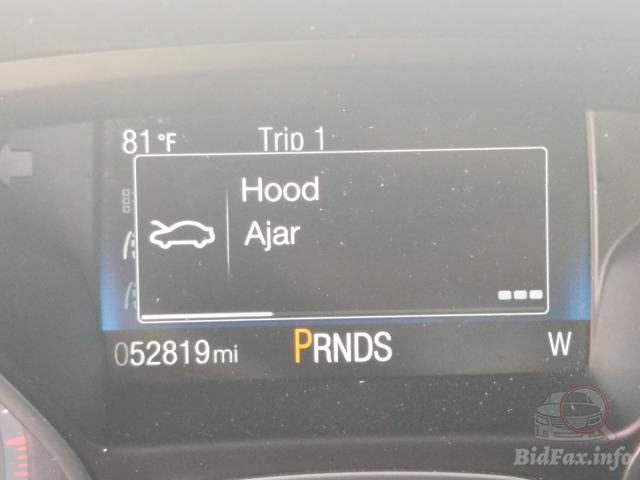 81°F Trip 1
Hood
Ajar
052819mi PRNDS W
BidFax.info